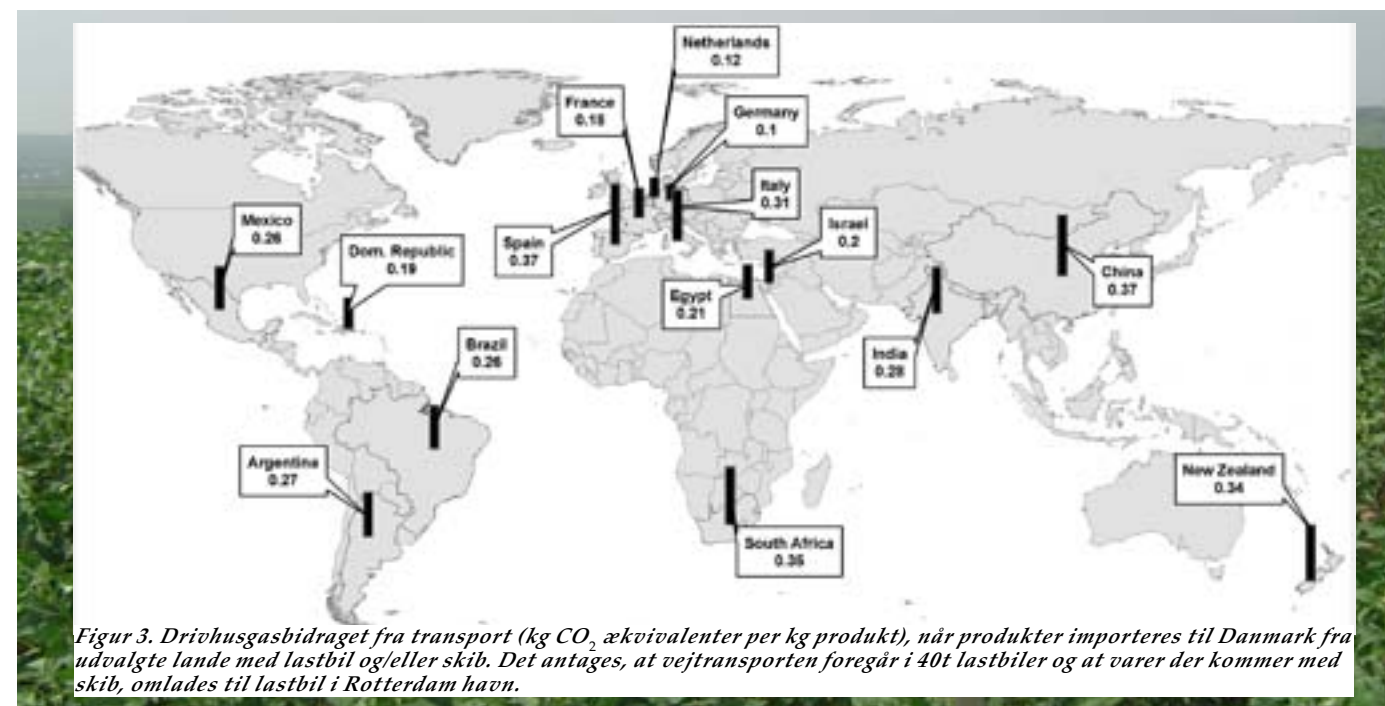 Netherlands
0.12
France
0.18
Germany
0.1
Italy
0.31
Mexico
0.26
Dom. Republic
0.19
Spain
0.37
Israel
0.2
Egypt
0.21
China
0.37
India
0.28
Brazil
0.26
Argentina
0.27
New Zealand
0.34
South Africa
0.35
Figur 3. Drivhusgasbidraget fra transport (kg CO₂ ækvivalenter per kg produkt), når produkter importeres til Danmark fra
udvalgte lande med lastbil og/eller skib. Det antages, at vejtransporten foregår i 40t lastbiler og at varer der kommer med
skib, omlades til lastbil i Rotterdam havn.